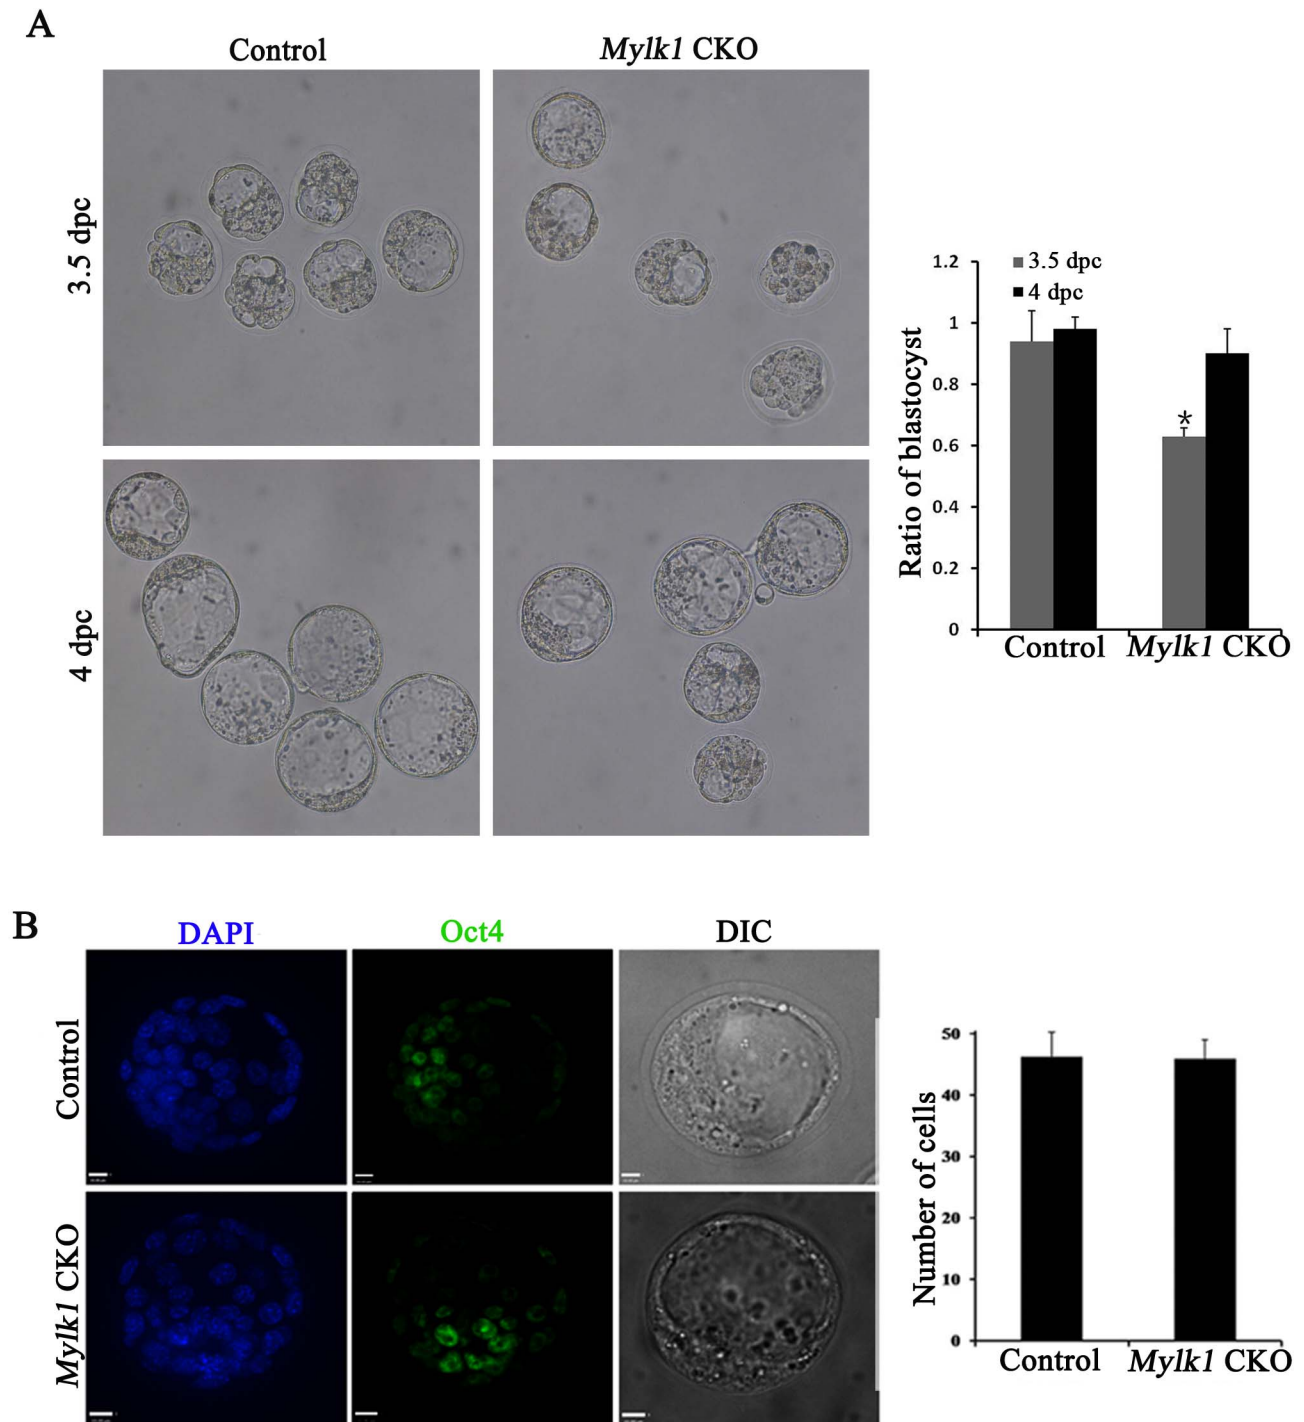 A
Control
Mylk1 CKO
3.5 dpc
4 dpc
Ratio of blastocyst
3.5 dpc
4 dpc
1.2
1
0.8
0.6
0.4
0.2
0
*
Control
Mylk1 CKO
B
DAPI
Oct4
DIC
Control
Mylk1 CKO
Number of cells
50
40
30
20
10
0
Control
Mylk1 CKO